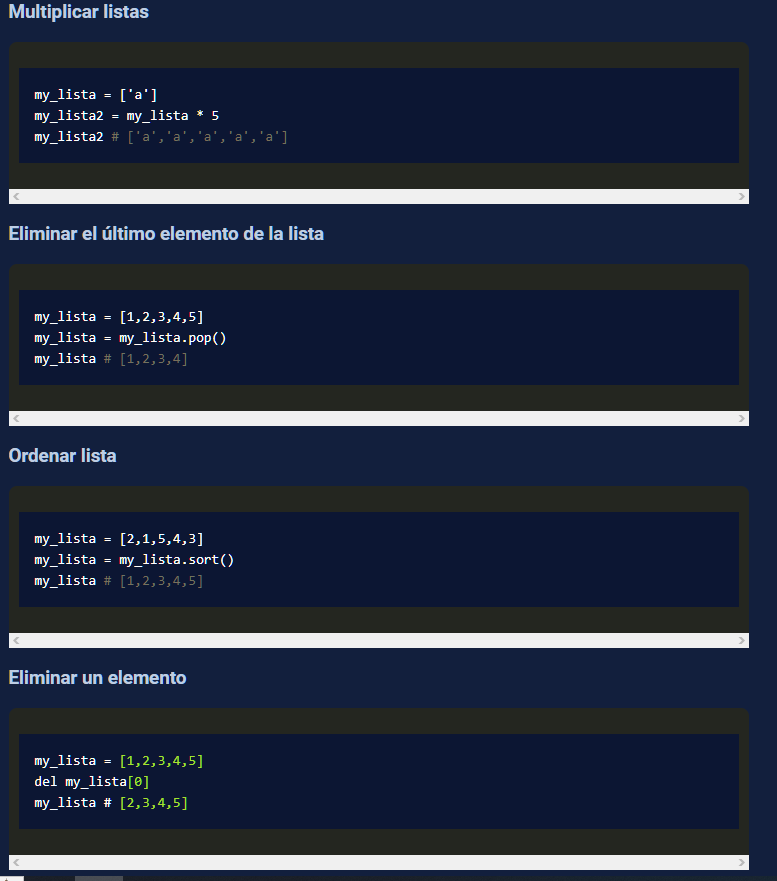 Multiplicar listas
my_lista = ['a']
my_lista2 = my_lista * 5
my_lista2 # ['a','a','a','a','a']
Eliminar el último elemento de la lista
my_lista = [1,2,3,4,5]
my_lista = my_lista.pop()
my_lista # [1,2,3,4]
Ordenar lista
my_lista = [2,1,5,4,3]
my_lista = my_lista.sort()
my_lista # [1,2,3,4,5]
Eliminar un elemento
my_lista = [1,2,3,4,5]
del my_lista[0]
my_lista # [2,3,4,5]